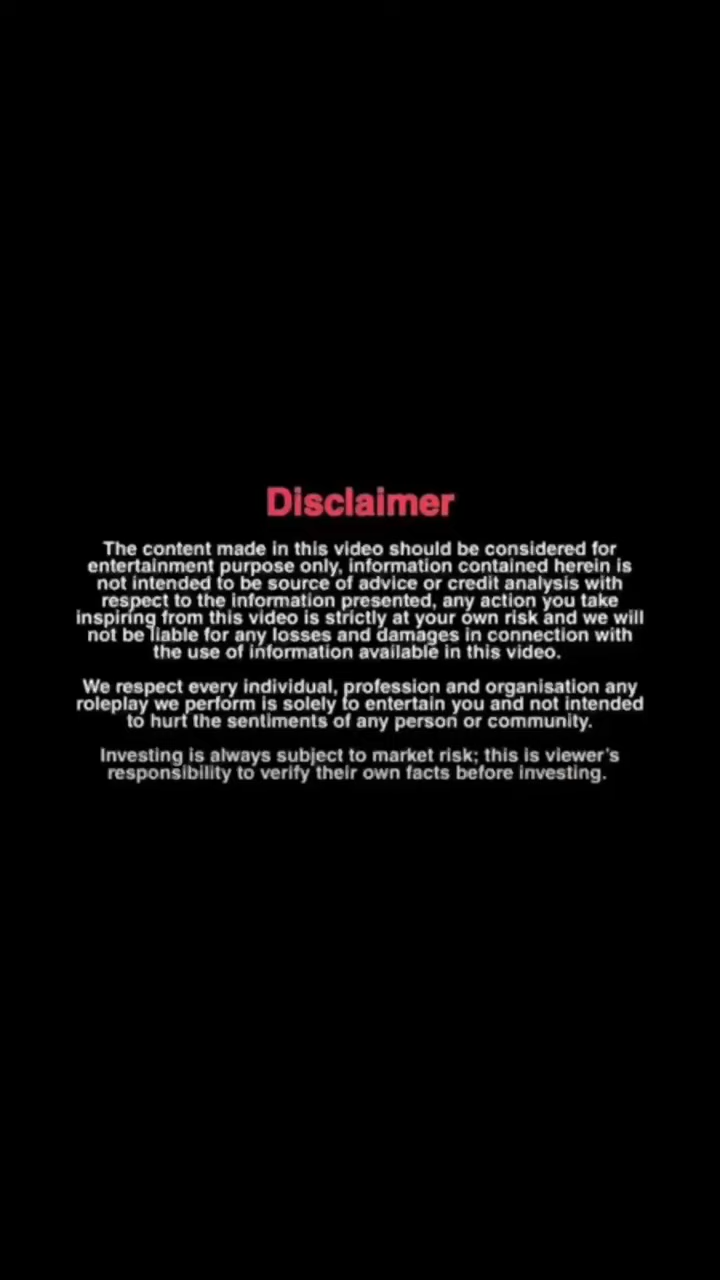 Disclaimer
The content made in this video should be considered for
entertainment purpose only, information contained herein is
not intended to be source of advice or credit analysis with
respect to the information presented, any action you take
inspiring from this video is strictly at your own risk and we will
not be liable for any losses and damages in connection with
the use of information available in this video.
We respect every individual, profession and organisation any
roleplay we perform is solely to entertain you and not intended
to hurt the sentiments of any person or community.
Investing is always subject to market risk; this is viewer's
responsibility to verify their own facts before investing.